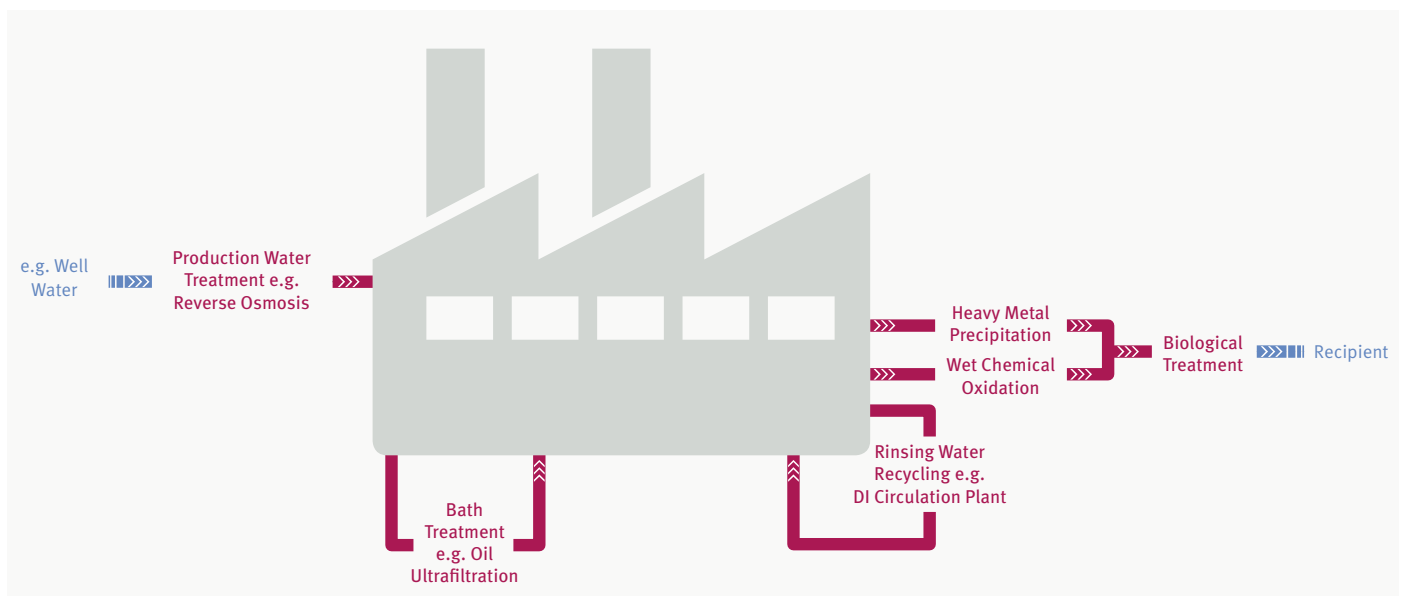 e.g. Well
Water
Production Water
Treatment e.g.
Reverse Osmosis
Heavy Metal
Precipitation
Wet Chemical
Oxidation
Biological
Treatment
Recipient
Rinsing Water
Recycling e.g.
DI Circulation Plant
Bath
Treatment
e.g. Oil
Ultrafiltration